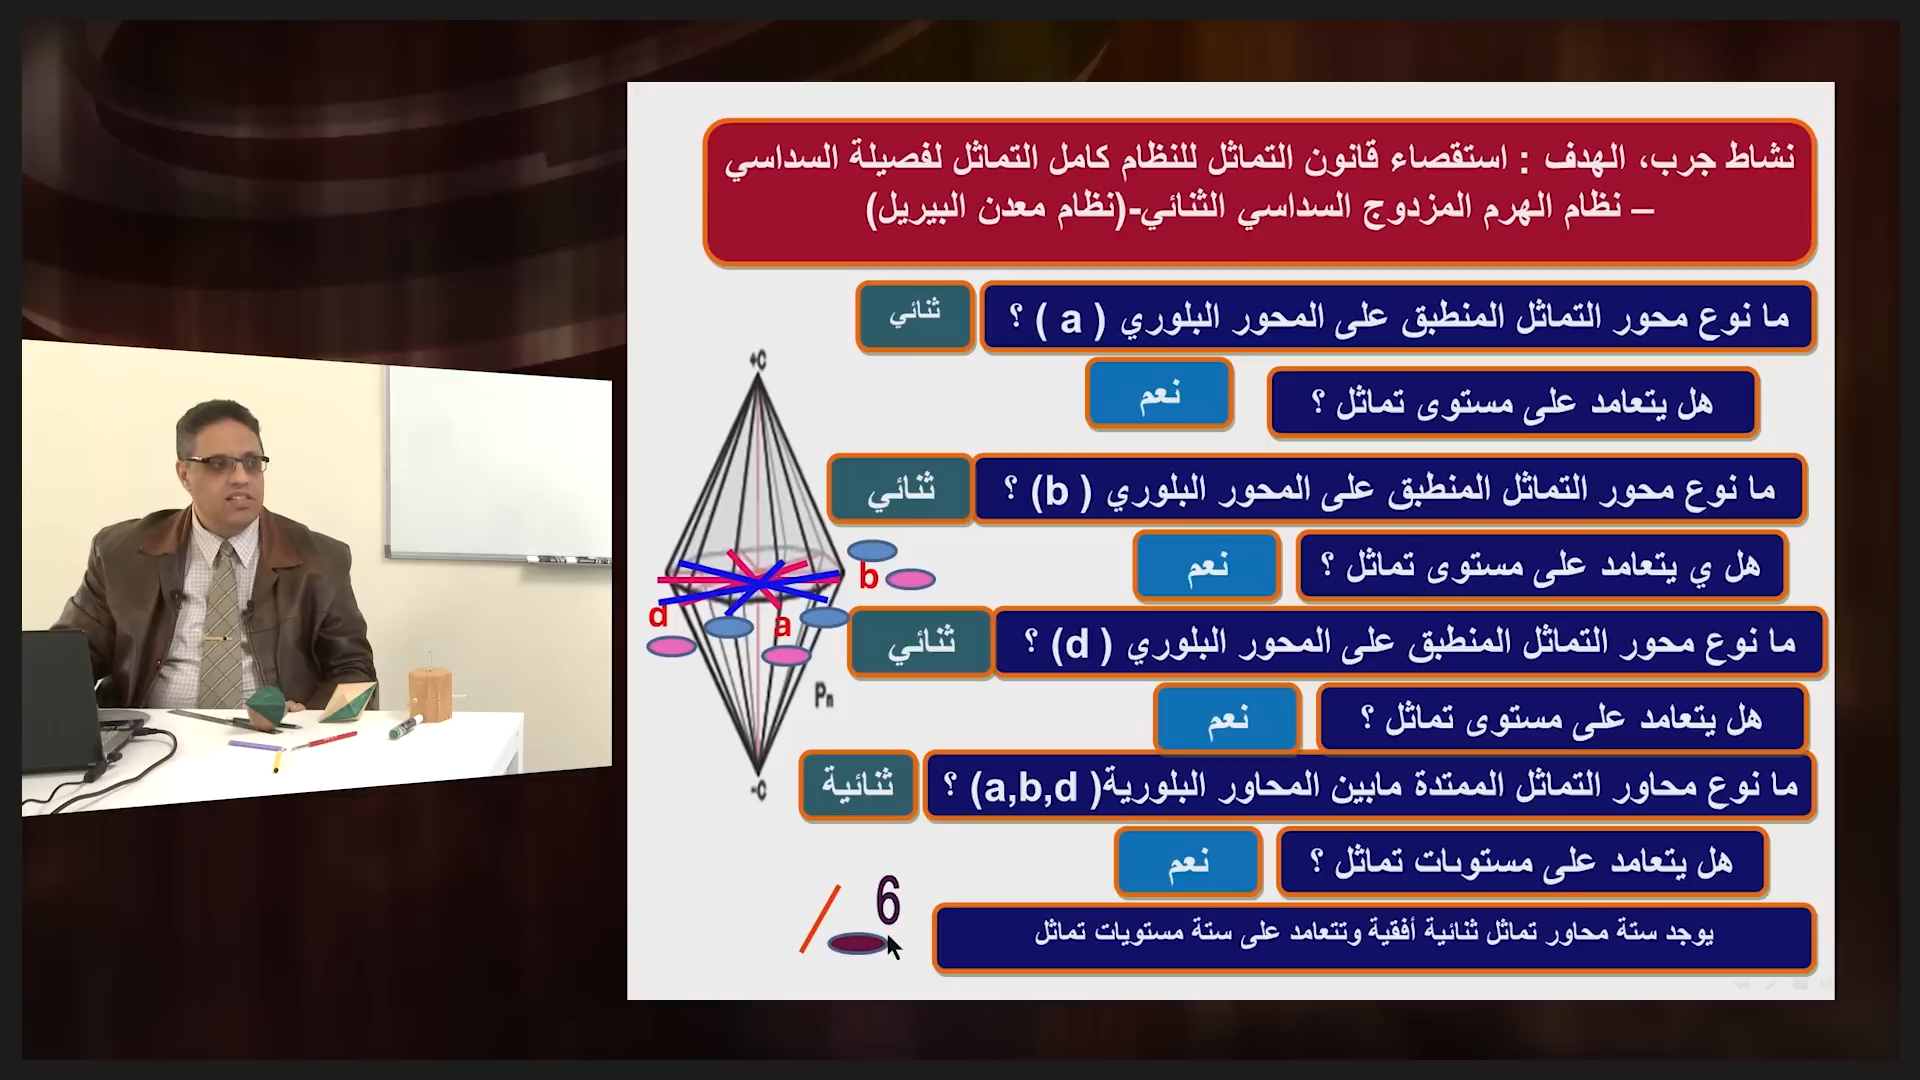 نشاط جرب، الهدف : استقصاء قانون التماثل للنظام كامل التماثل لفصيلة السداسي
– نظام الهرم المزدوج السداسي الثنائي-(نظام معدن البيريل)
ما نوع محور التماثل المنطبق على المحور البلوري ( a ) ؟
ثنائي
هل يتعامد على مستوى تماثل ؟
نعم
ما نوع محور التماثل المنطبق على المحور البلوري ( b) ؟
ثنائي
هل ي يتعامد على مستوى تماثل ؟
نعم
ما نوع محور التماثل المنطبق على المحور البلوري ( d) ؟
ثنائي
هل يتعامد على مستوى تماثل ؟
نعم
ما نوع محاور التماثل الممتدة مابين المحاور البلورية( a,b,d) ؟
ثنائية
هل يتعامد على مستويات تماثل ؟
نعم
يوجد ستة محاور تماثل ثنائية أفقية وتتعامد على ستة مستويات تماثل
6
/
+C
b
d
a
Pn
-C